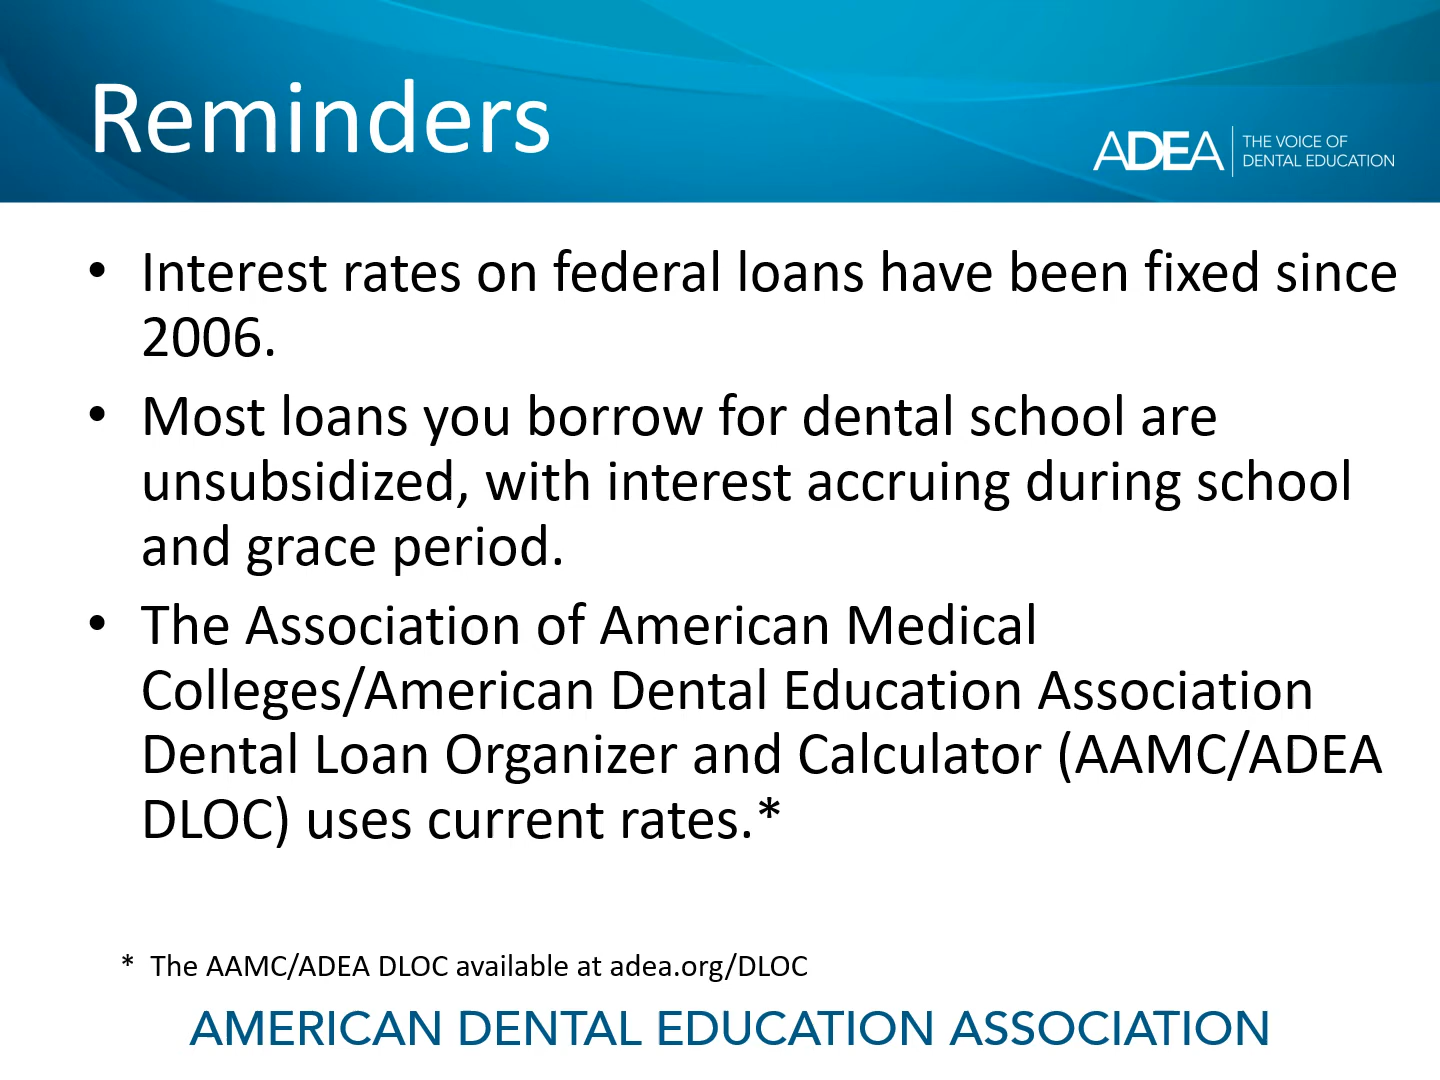 Reminders
ADEA THE VOICE OF
DENTAL EDUCATION
• Interest rates on federal loans have been fixed since
2006.
• Most loans you borrow for dental school are
unsubsidized, with interest accruing during school
and grace period.
• The Association of American Medical
Colleges/American Dental Education Association
Dental Loan Organizer and Calculator (AAMC/ADEA
DLOC) uses current rates.*
* The AAMC/ADEA DLOC available at adea.org/DLOC
AMERICAN DENTAL EDUCATION ASSOCIATION